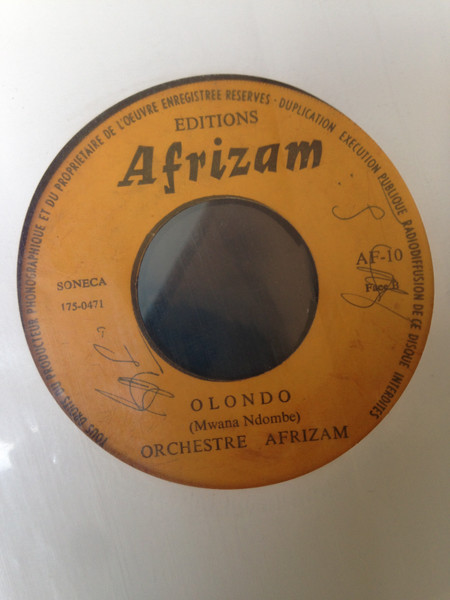 TOUS DROITS DU PRODUCTEUR PHONOGRAPHIQUE ET DU PROPRIETAIRE DE L'OEUVRE ENREGISTREE RESERVES - DUPLICATION EXECUTION PUBLIQUE RADIODIFFUSION DE CE DISQUE INTERDITES
EDITIONS
Afrizam
SONECA
175-0471
AF-10
Face
OLONDO
(Mwana Ndombe)
ORCHESTRE AFRIZAM